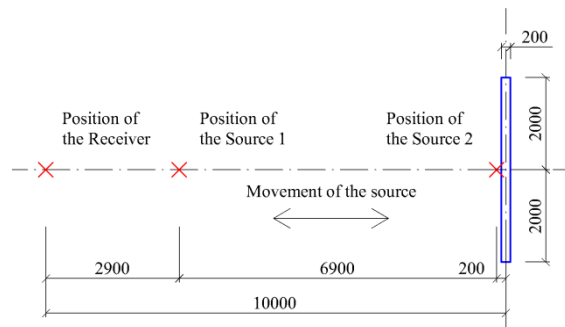 200
Position of
the Receiver
Position of
the Source 1
Position of
the Source 2
2000
Movement of the source
2000
2900
6900
200
10000